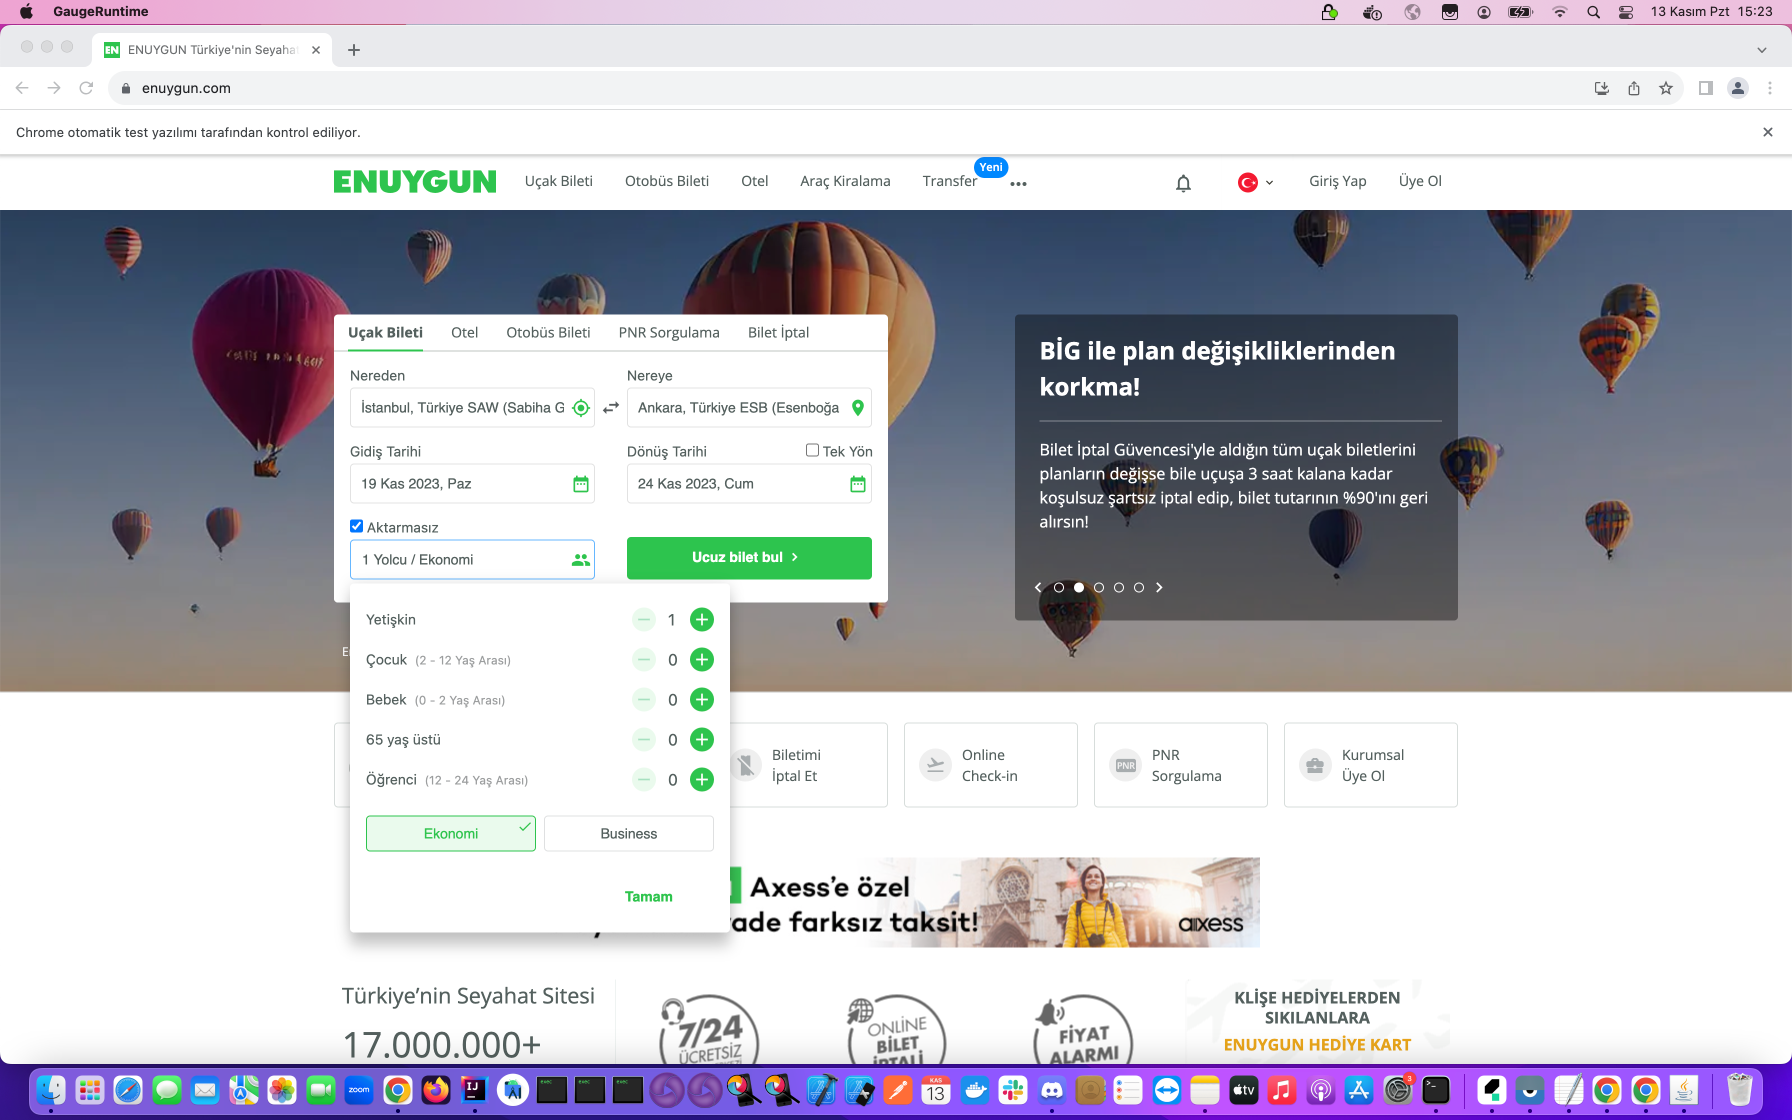 GaugeRuntime
13 Kasım Pzt 15:23
EN ENUYGUN Türkiye'nin Seyahat
enuygun.com
Chrome otomatik test yazılımı tarafından kontrol ediliyor.
ENUYGUN
Uçak Bileti
Otobüs Bileti
Otel
Araç Kiralama
Transfer
Yeni
Giriş Yap
Üye Ol
Uçak Bileti
Otel
Otobüs Bileti
PNR Sorgulama
Bilet İptal
Nereden
Nereye
İstanbul, Türkiye SAW (Sabiha G
Ankara, Türkiye ESB (Esenboğa
Gidiş Tarihi
Dönüş Tarihi
Tek Yön
19 Kas 2023, Paz
24 Kas 2023, Cum
Aktarmasız
1 Yolcu / Ekonomi
Ucuz bilet bul
BİG ile plan değişikliklerinden
korkma!
Bilet İptal Güvencesi'yle aldığın tüm uçak biletlerini
planların değişse bile uçuşa 3 saat kalana kadar
koşulsuz şartsız iptal edip, bilet tutarının %90'ını geri
alırsın!
Yetişkin 1
Çocuk (2 - 12 Yaş Arası) 0
Bebek (0 - 2 Yaş Arası) 0
65 yaş üstü 0
Öğrenci (12 - 24 Yaş Arası) 0
Ekonomi
Business
Tamam
Biletimi
İptal Et
Online
Check-in
PNR
PNR
Sorgulama
Kurumsal
Üye Ol
Axess'e özel
vade farksız taksit!
axess
Türkiye'nin Seyahat Sitesi
17.000.000+
7/24
ÜCRETSİZ
ONLINE
BİLET
İPTALİ
FİYAT
ALARMI
KLİŞE HEDİYELERDEN
SIKILANLARA
ENUYGUN HEDİYE KART
zoom
KAS
13
tv
3